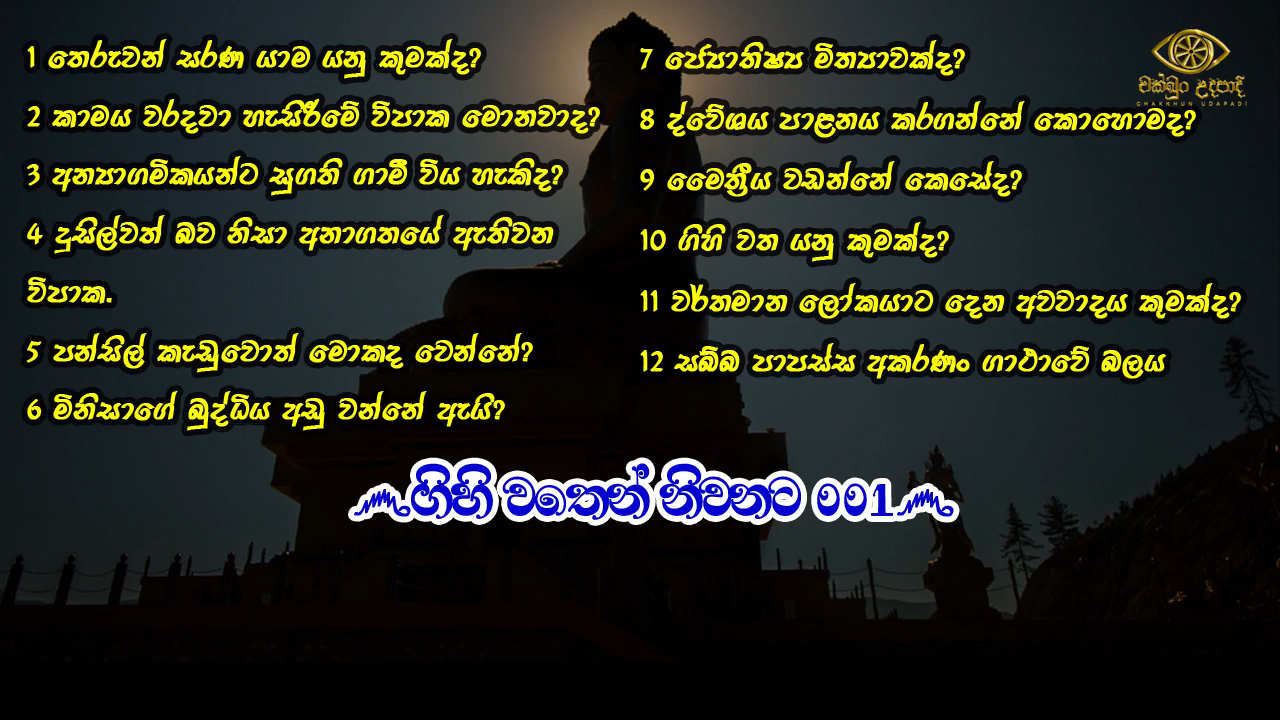 1 තෙරුවන් සරණ යාම යනු කුමක්ද?
2 කාමය වරදවා හැසිරීමේ විපාක මොනවාද?
3 අන්‍යාගමිකයන්ට සුගති ගාමී විය හැකිද?
4 දුසිල්වත් බව නිසා අනාගතයේ ඇතිවන
විපාක.
5 පන්සිල් කැඩුවොත් මොකද වෙන්නේ?
6 මිනිසාගේ බුද්ධිය අඩු වන්නේ ඇයි?
7 ජ්‍යොතිෂ්‍ය මිත්‍යාවක්ද?
8 ද්වේශය පාළනය කරගන්නේ කොහොමද?
9 මෛත්‍රීය වඩන්නේ කෙසේද?
10 ගිහි වත යනු කුමක්ද?
11 වර්තමාන ලෝකයාට දෙන අවවාදය කුමක්ද?
12 සබ්බ පාපස්ස අකරණං ගාථාවේ බලය
චක්ඛුං උදපාදි
CHAKKHUN UDAPADI
ගිහි වතෙන් නිවනට 001